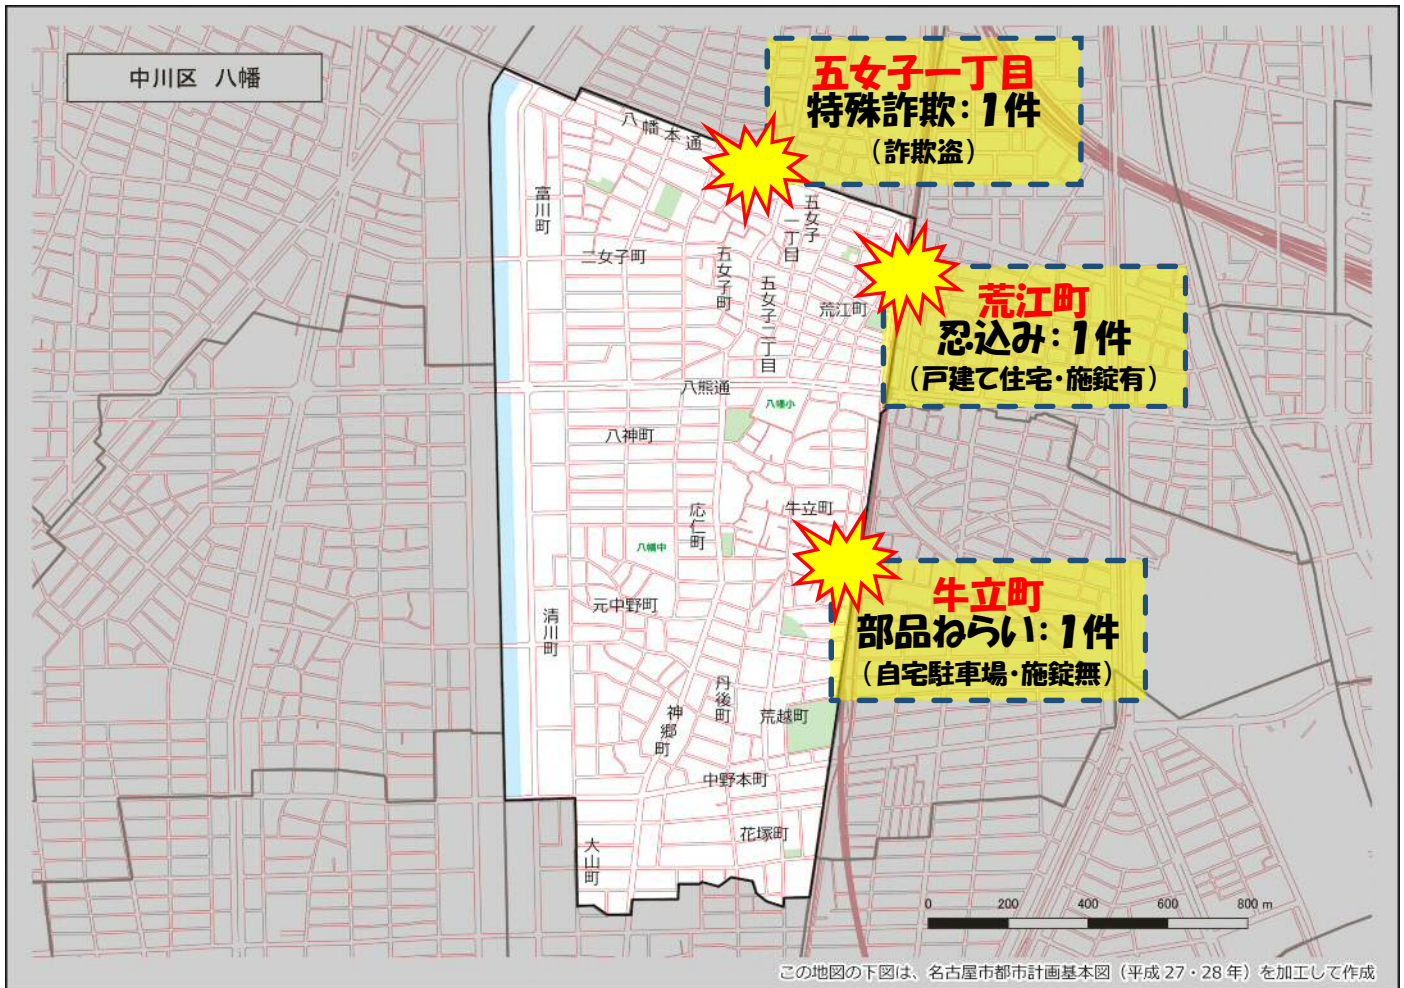 中川区 八幡
五女子一丁目
特殊詐欺：1件
（詐欺盗）
八幡本通
富川町
五女子一丁目
二女子町
五女子町
五女子二丁目
荒江町
荒江町
忍込み：1件
（戸建て住宅・施錠有）
八熊通
八幡小
八神町
牛立町
応仁町
八幡中
牛立町
部品ねらい：1件
（自宅駐車場・施錠無）
元中野町
清川町
丹後町
神郷町
荒越町
中野本町
花塚町
大山町
0 200 400 600 800 m
この地図の下図は、名古屋市都市計画基本図（平成 27・28 年）を加工して作成